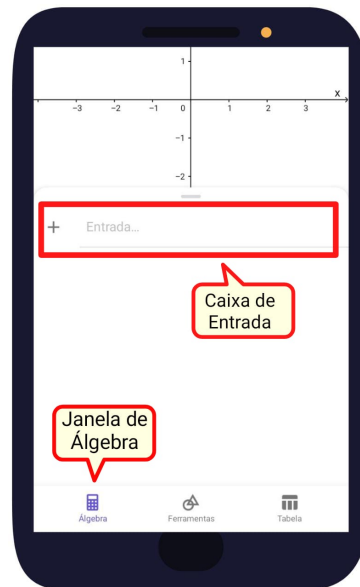 1
x
-3 -2 -1 0 1 2 3
-1
-2
+ Entrada...
Caixa de
Entrada
Janela de
Álgebra
Álgebra Ferramentas Tabela